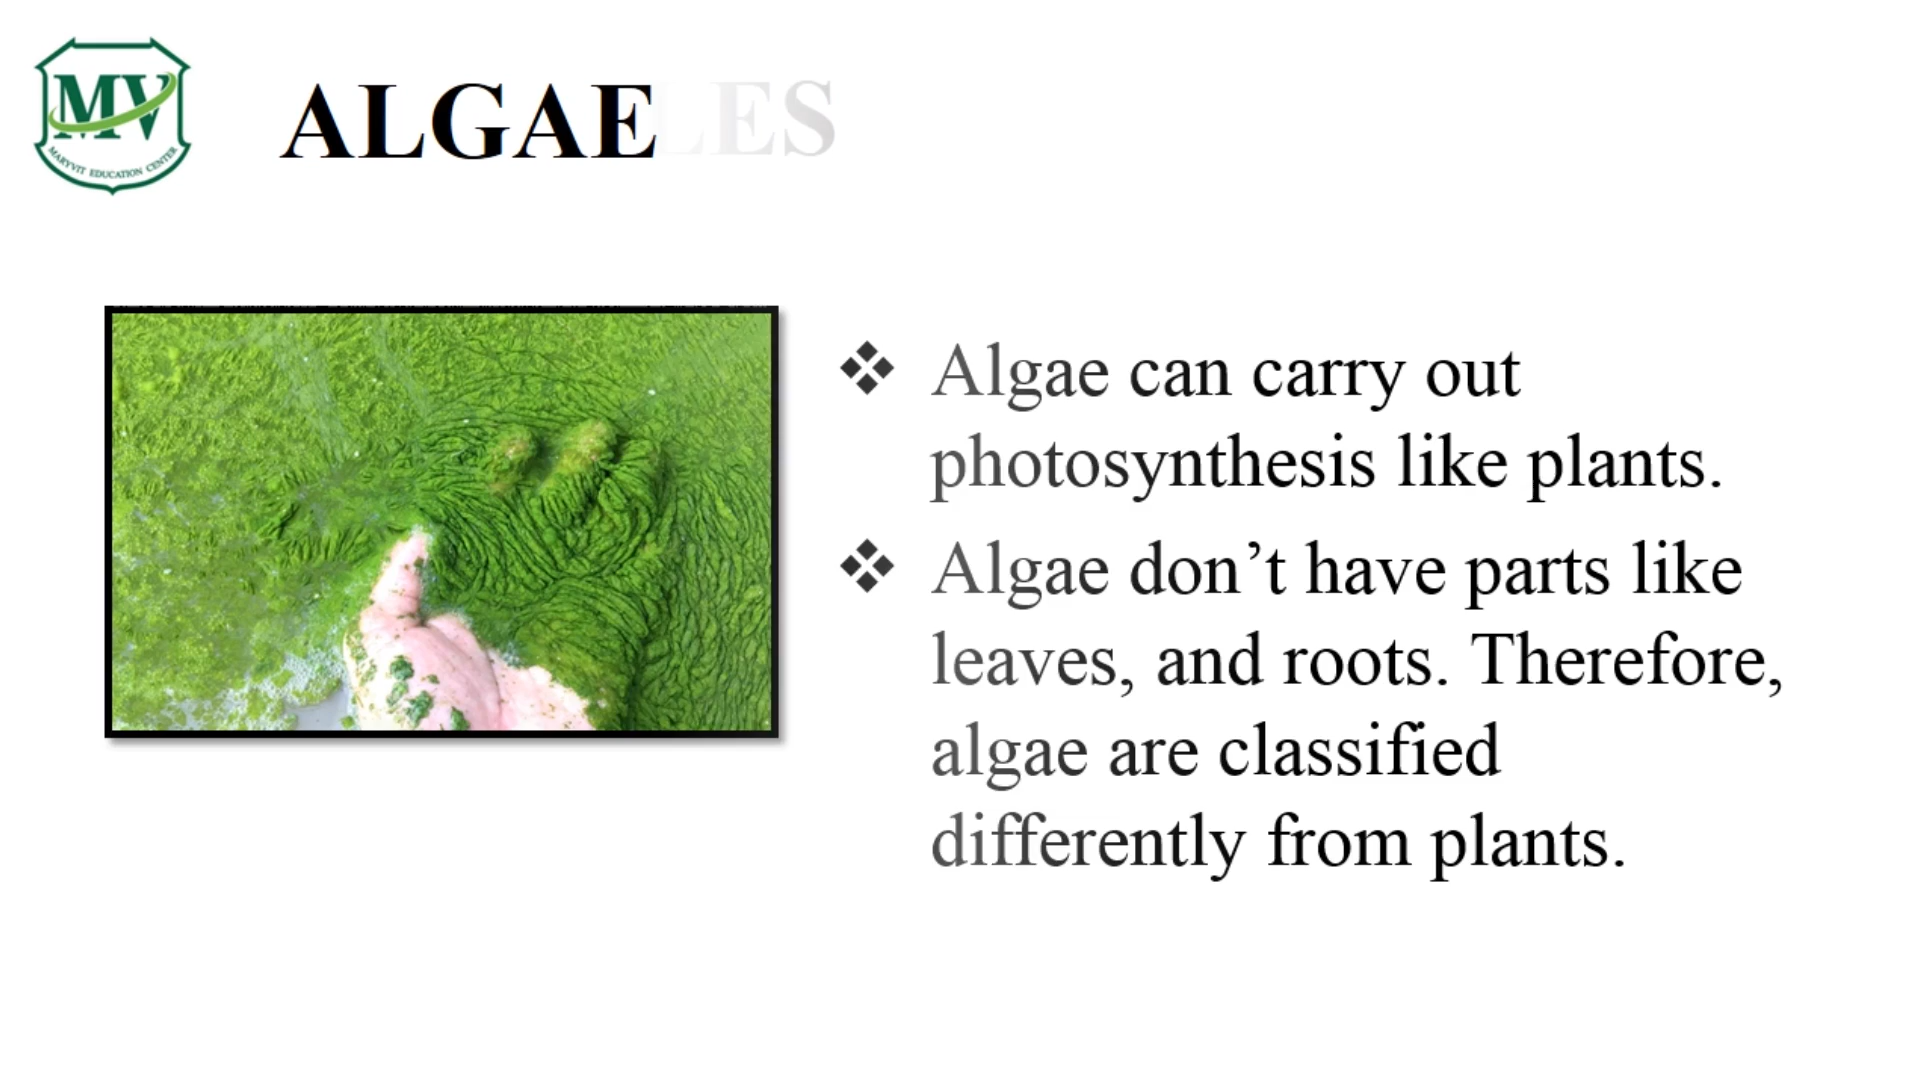 MV
MARYVIT EDUCATION CENTER
ALGAE
LES
❖ Algae can carry out
photosynthesis like plants.
❖ Algae don’t have parts like
leaves, and roots. Therefore,
algae are classified
differently from plants.